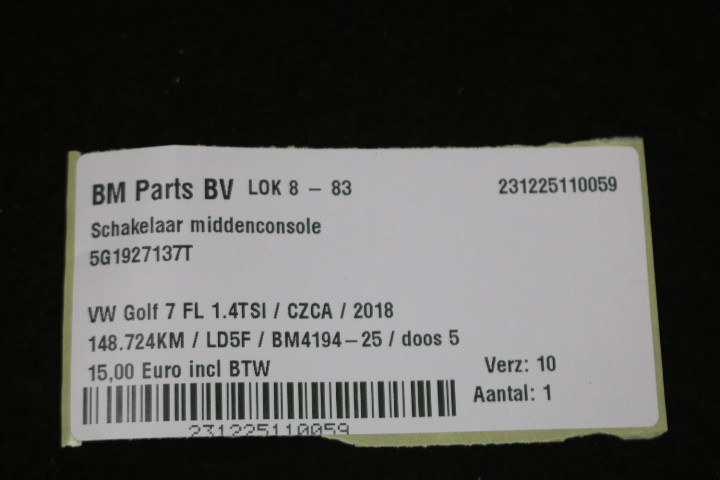 BM Parts BV LOK 8 – 83 231225110059
Schakelaar middenconsole
5G1927137T
VW Golf 7 FL 1.4TSI / CZCA / 2018
148.724KM / LD5F / BM4194-25 / doos 5
15,00 Euro incl BTW Verz: 10
Aantal: 1
231225110059